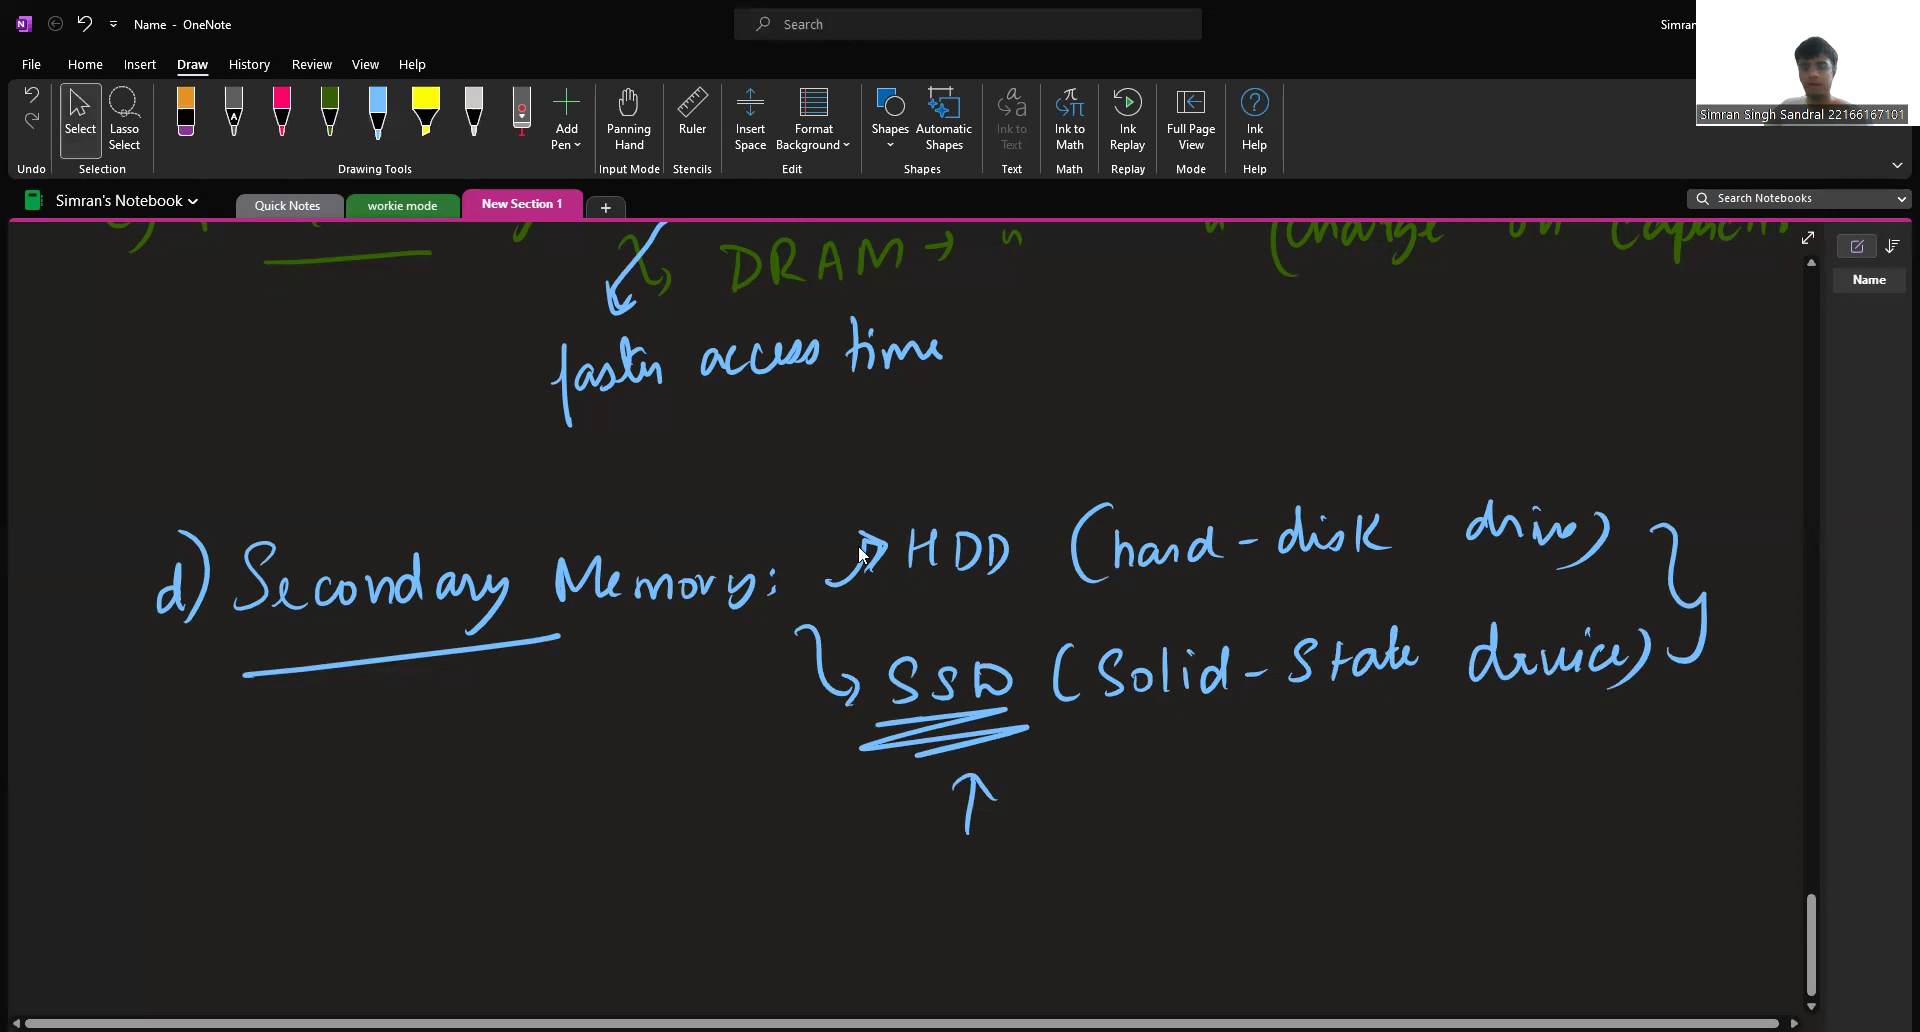 Name - OneNote
Search
Simran
File Home Insert Draw History Review View Help
Select
Lasso Select
Add Pen
Panning Hand
Ruler
Insert Space
Format Background
Shapes
Automatic Shapes
Ink to Text
Ink to Math
Ink Replay
Full Page View
Ink Help
Undo Selection Drawing Tools Input Mode Stencils Edit Shapes Text Math Replay Mode Help
Simran Singh Sandral 22166167101
Simran's Notebook
Quick Notes
workie mode
New Section 1
Search Notebooks
Name
DRAM → " " (charge on
faster access time
d) Secondary Memory:
HDD (hard-disk drive)
SSD (Solid-State device)